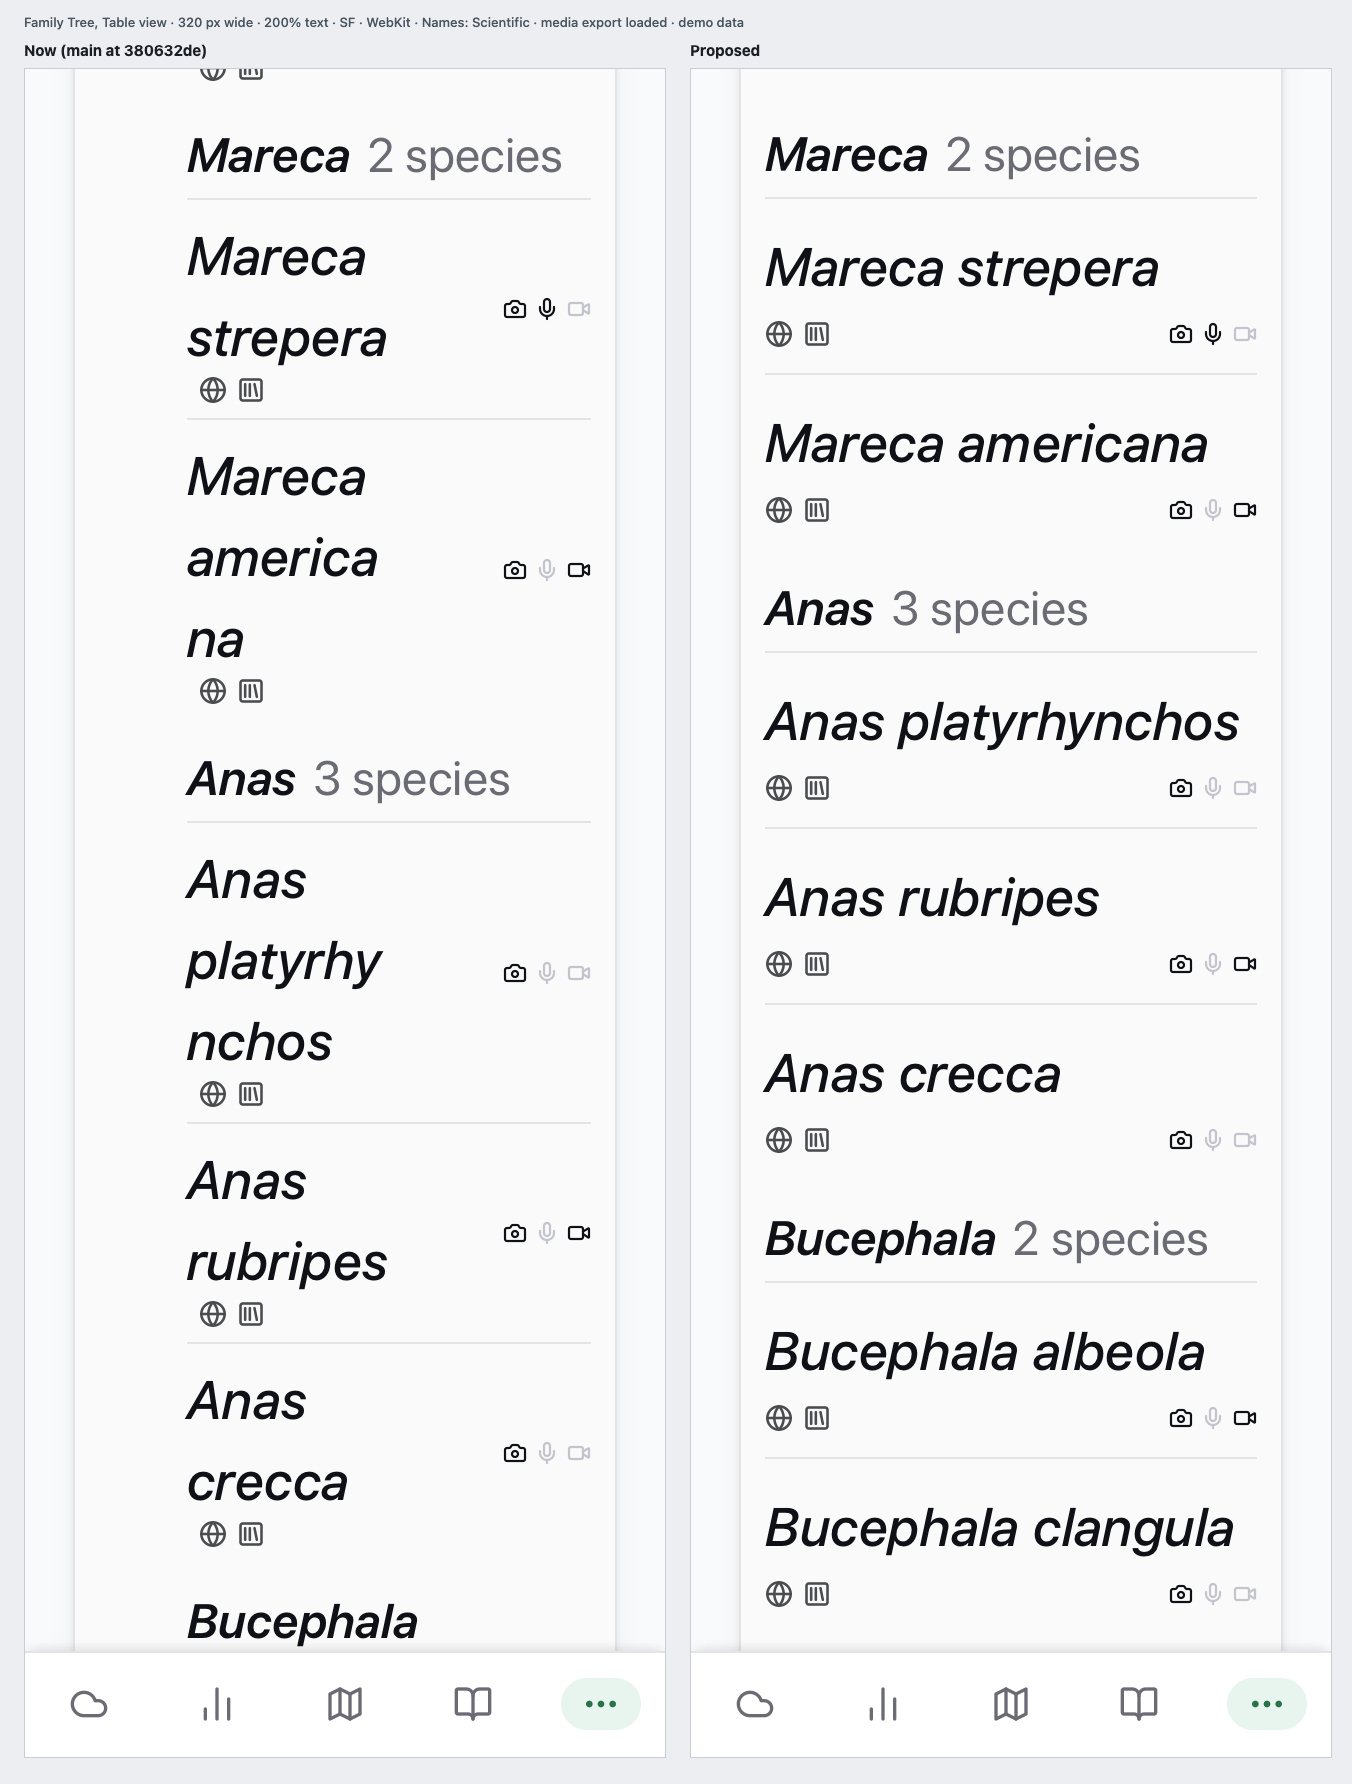 Family Tree, Table view · 320 px wide · 200% text · SF · WebKit · Names: Scientific · media export loaded · demo data
Now (main at 380632de)
Mareca 2 species
Mareca
strepera
Mareca
america
na
Anas 3 species
Anas
platyrhy
nchos
Anas
rubripes
Anas
crecca
Bucephala
Proposed
Mareca 2 species
Mareca strepera
Mareca americana
Anas 3 species
Anas platyrhynchos
Anas rubripes
Anas crecca
Bucephala 2 species
Bucephala albeola
Bucephala clangula